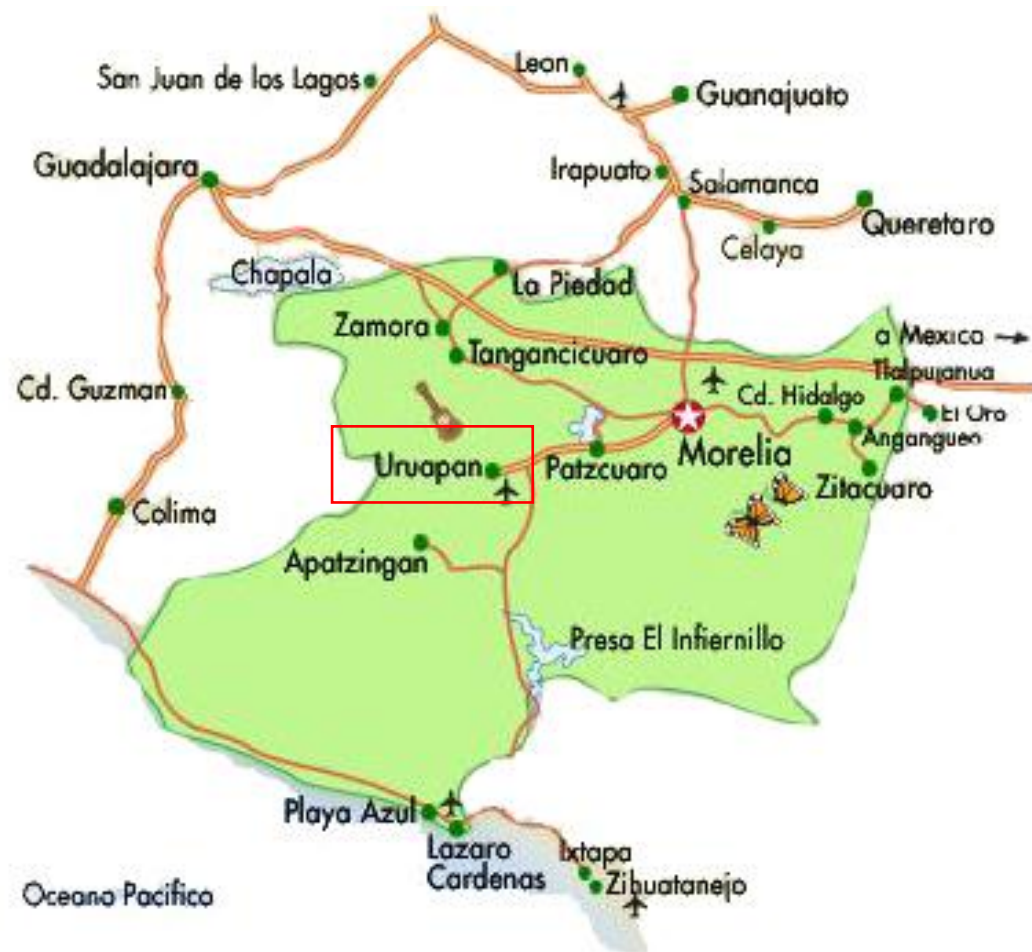 Leon
San Juan de los Lagos
Guanajuato
Guadalajara
Irapuato
Salamanca
Queretaro
Celaya
Chapala
La Piedad
Zamora
a Mexico
Tangancicuaro
Tlalpujahua
Cd. Guzman
Cd. Hidalgo
El Oro
Angangueo
Morelia
Uruapan
Patzcuaro
Zitacuaro
Colima
Apatzingan
Presa El Infiernillo
Playa Azul
Lazaro
Cardenas
Ixtapa
Zihuatanejo
Oceano Pacifico